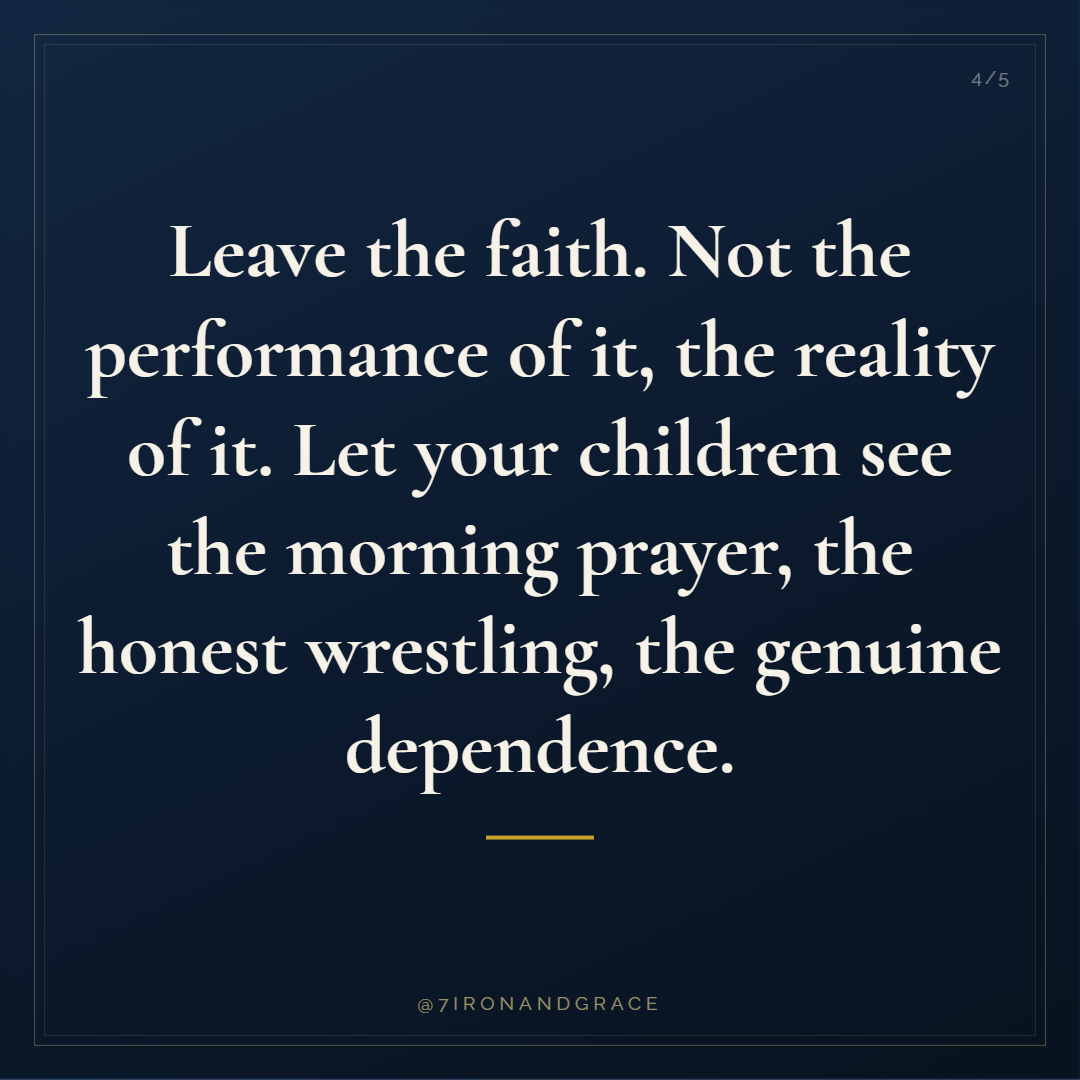 4/5
Leave the faith. Not the
performance of it, the reality
of it. Let your children see
the morning prayer, the
honest wrestling, the genuine
dependence.
@7IRONANDGRACE